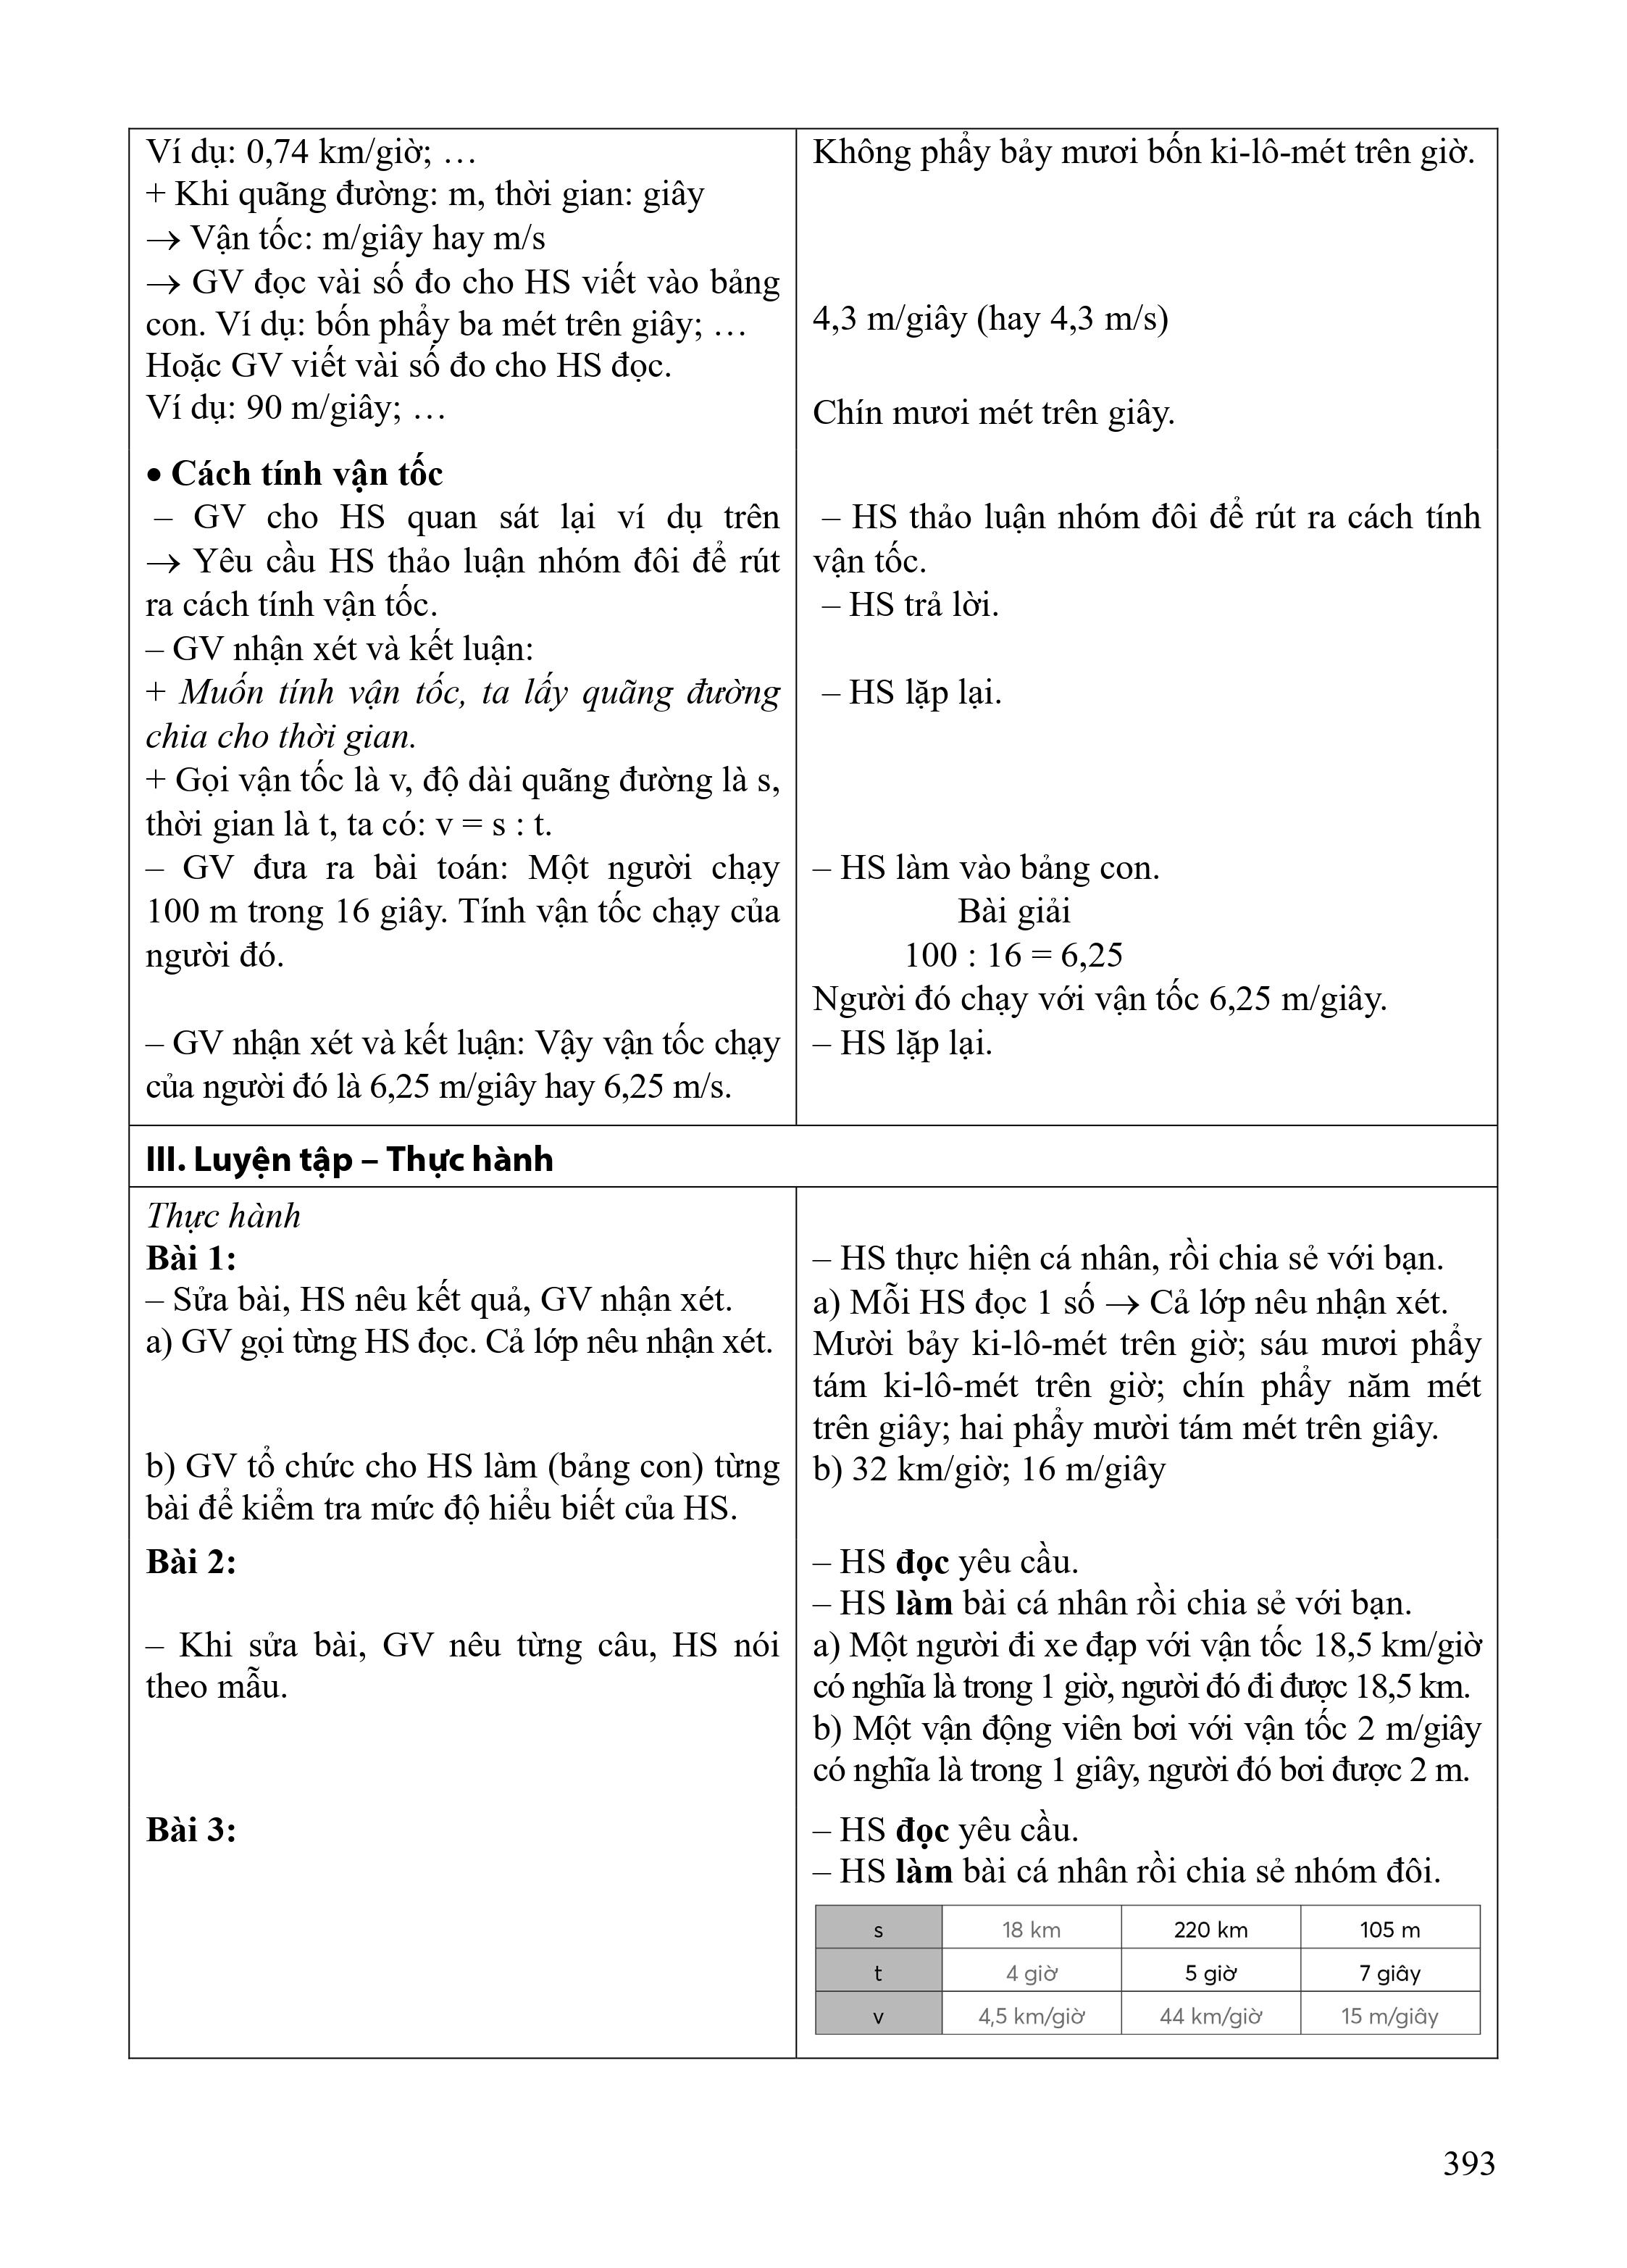 Ví dụ: 0,74 km/giờ; …
+ Khi quãng đường: m, thời gian: giây
→ Vận tốc: m/giây hay m/s
→ GV đọc vài số đo cho HS viết vào bảng
con. Ví dụ: bốn phẩy ba mét trên giây; …
Hoặc GV viết vài số đo cho HS đọc.
Ví dụ: 90 m/giây; …
Không phẩy bảy mươi bốn ki-lô-mét trên giờ.
4,3 m/giây (hay 4,3 m/s)
Chín mươi mét trên giây.
• Cách tính vận tốc
– GV cho HS quan sát lại ví dụ trên
→ Yêu cầu HS thảo luận nhóm đôi để rút
ra cách tính vận tốc.
– GV nhận xét và kết luận:
+ Muốn tính vận tốc, ta lấy quãng đường
chia cho thời gian.
+ Gọi vận tốc là v, độ dài quãng đường là s,
thời gian là t, ta có: v = s : t.
– GV đưa ra bài toán: Một người chạy
100 m trong 16 giây. Tính vận tốc chạy của
người đó.
– GV nhận xét và kết luận: Vậy vận tốc chạy
của người đó là 6,25 m/giây hay 6,25 m/s.
– HS thảo luận nhóm đôi để rút ra cách tính
vận tốc.
– HS trả lời.
– HS lặp lại.
– HS làm vào bảng con.
Bài giải
100 : 16 = 6,25
Người đó chạy với vận tốc 6,25 m/giây.
– HS lặp lại.
III. Luyện tập – Thực hành
Thực hành
Bài 1:
– Sửa bài, HS nêu kết quả, GV nhận xét.
a) GV gọi từng HS đọc. Cả lớp nêu nhận xét.
b) GV tổ chức cho HS làm (bảng con) từng
bài để kiểm tra mức độ hiểu biết của HS.
– HS thực hiện cá nhân, rồi chia sẻ với bạn.
a) Mỗi HS đọc 1 số → Cả lớp nêu nhận xét.
Mười bảy ki-lô-mét trên giờ; sáu mươi phẩy
tám ki-lô-mét trên giờ; chín phẩy năm mét
trên giây; hai phẩy mười tám mét trên giây.
b) 32 km/giờ; 16 m/giây
Bài 2:
– Khi sửa bài, GV nêu từng câu, HS nói
theo mẫu.
– HS đọc yêu cầu.
– HS làm bài cá nhân rồi chia sẻ với bạn.
a) Một người đi xe đạp với vận tốc 18,5 km/giờ
có nghĩa là trong 1 giờ, người đó đi được 18,5 km.
b) Một vận động viên bơi với vận tốc 2 m/giây
có nghĩa là trong 1 giây, người đó bơi được 2 m.
Bài 3:
– HS đọc yêu cầu.
– HS làm bài cá nhân rồi chia sẻ nhóm đôi.
s 18 km 220 km 105 m
t 4 giờ 5 giờ 7 giây
v 4,5 km/giờ 44 km/giờ 15 m/giây
393